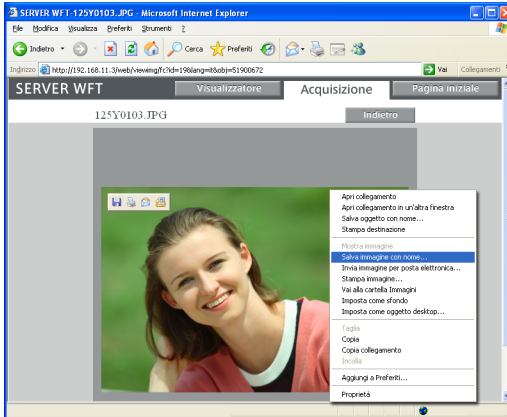 SERVER WFT-125Y0103.JPG - Microsoft Internet Explorer
File Modifica Visualizza Preferiti Strumenti ?
Indietro Cerca Preferiti
Indirizzo http://192.168.11.3/web/viewing/fc?id=19&lang=it&obj=51900672 Vai Collegamenti
SERVER WFT Visualizzatore Acquisizione Pagina iniziale
125Y0103.JPG Indietro
Apri collegamento
Apri collegamento in un'altra finestra
Salva oggetto con nome...
Stampa destinazione
Mostra immagine
Salva immagine con nome...
Invia immagine per posta elettronica...
Stampa immagine...
Vai alla cartella Immagini
Imposta come sfondo
Imposta come oggetto desktop...
Taglia
Copia
Copia collegamento
Incolla
Aggiungi a Preferiti...
Proprietà